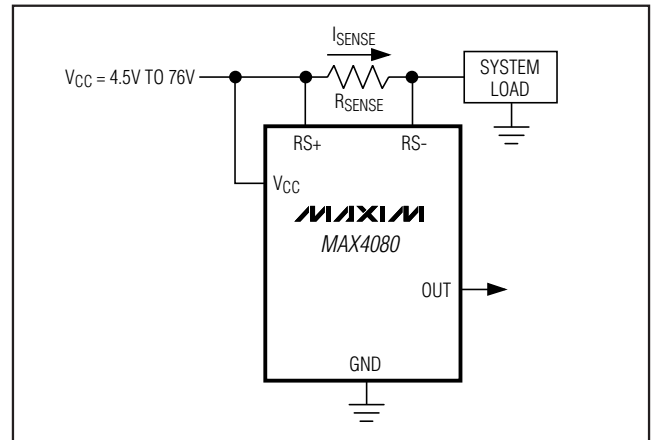 ISENSE
VCC = 4.5V TO 76V
RSENSE
SYSTEM
LOAD
RS+
RS-
VCC
MAXIM
MAX4080
OUT
GND